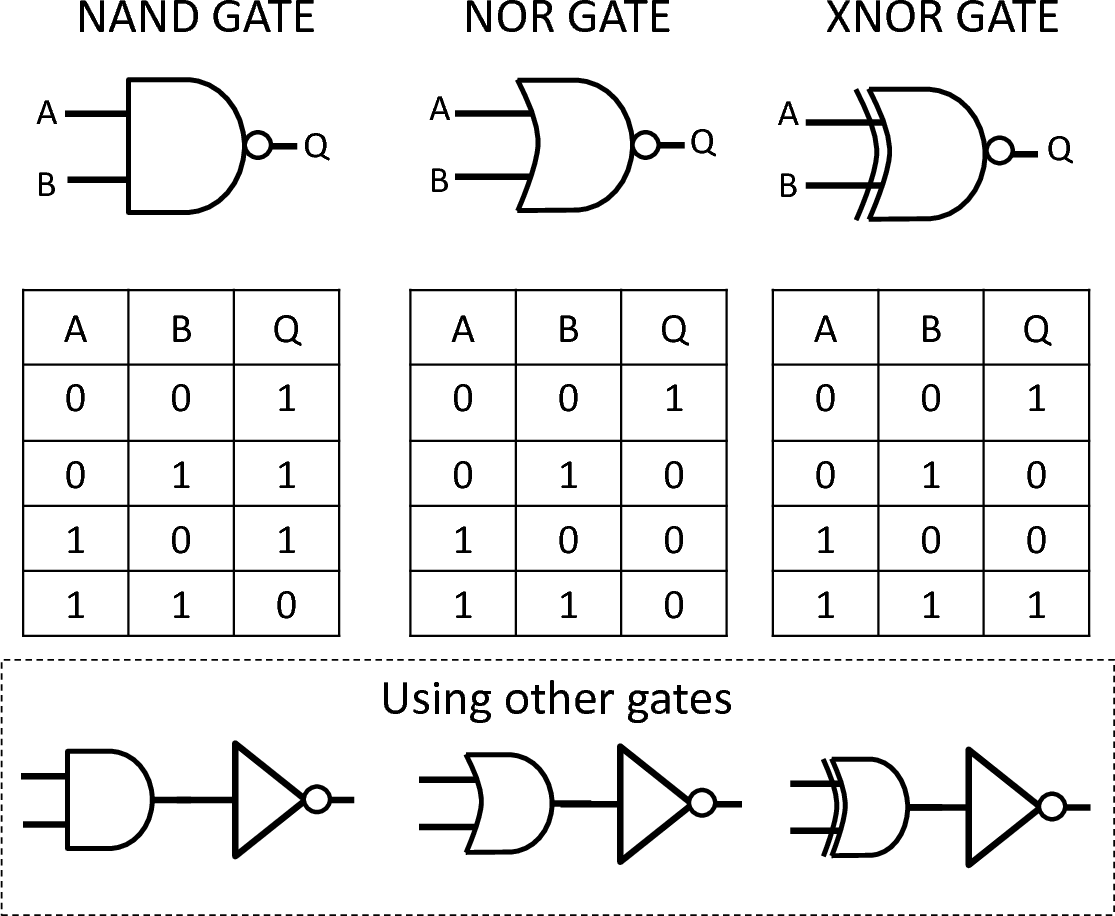 NAND GATE NOR GATE XNOR GATE
A
B
Q
A
B
Q
A
B
Q
A B Q A B Q A B Q
0 0 1 0 0 1 0 0 1
0 1 1 0 1 0 0 1 0
1 0 1 1 0 0 1 0 0
1 1 0 1 1 0 1 1 1
Using other gates